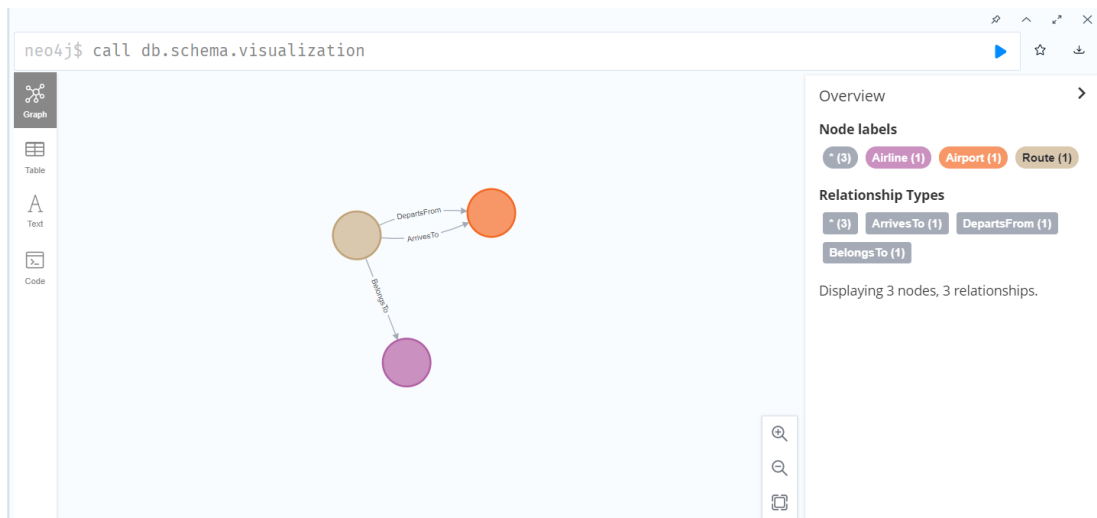 neo4j$ call db.schema.visualization
Graph
Table
Text
Code
DepartsFrom
ArrivesTo
BelongsTo
Overview
Node labels
* (3) Airline (1) Airport (1) Route (1)
Relationship Types
* (3) ArrivesTo (1) DepartsFrom (1)
BelongsTo (1)
Displaying 3 nodes, 3 relationships.